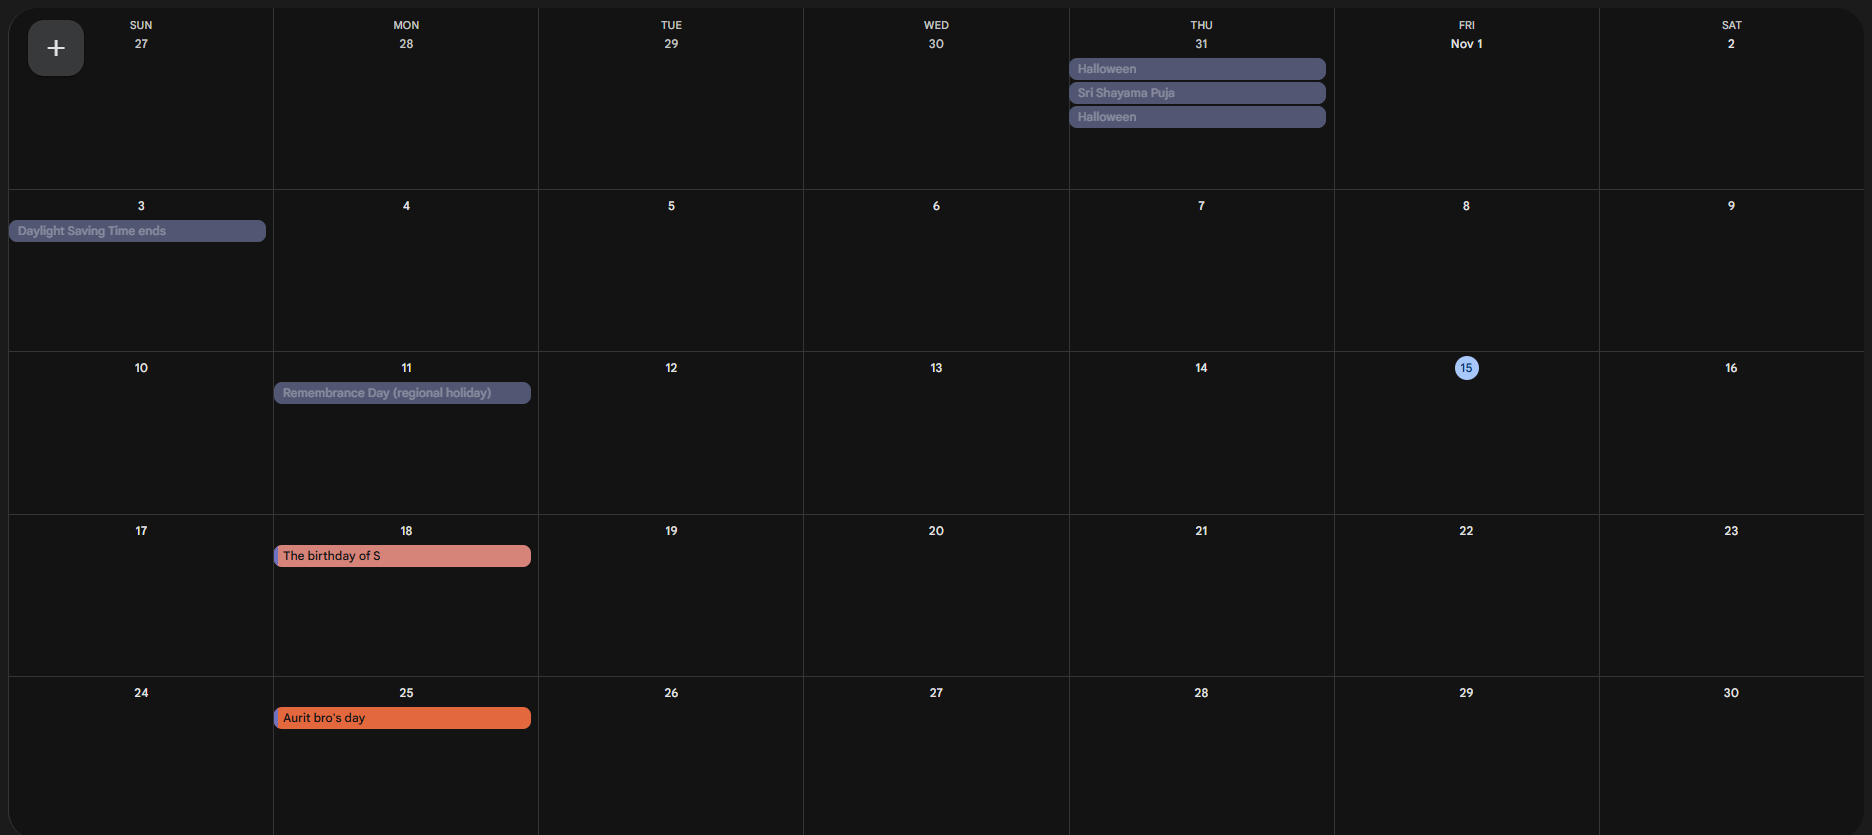 SUN MON TUE WED THU FRI SAT
27 28 29 30 31 Nov 1 2
Halloween
Sri Shayama Puja
Halloween
3 4 5 6 7 8 9
Daylight Saving Time ends
10 11 12 13 14 15 16
Remembrance Day (regional holiday)
17 18 19 20 21 22 23
The birthday of S
24 25 26 27 28 29 30
Aurit bro's day